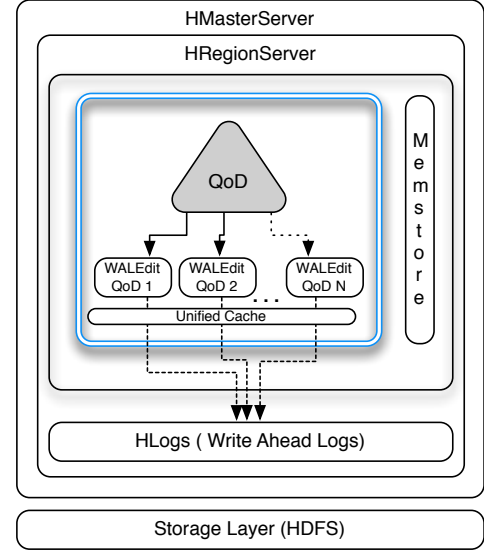 HMasterServer
HRegionServer
QoD
WALEdit
QoD 1
WALEdit
QoD 2
. . .
WALEdit
QoD N
Unified Cache
M
e
m
s
t
o
r
e
HLogs ( Write Ahead Logs)
Storage Layer (HDFS)